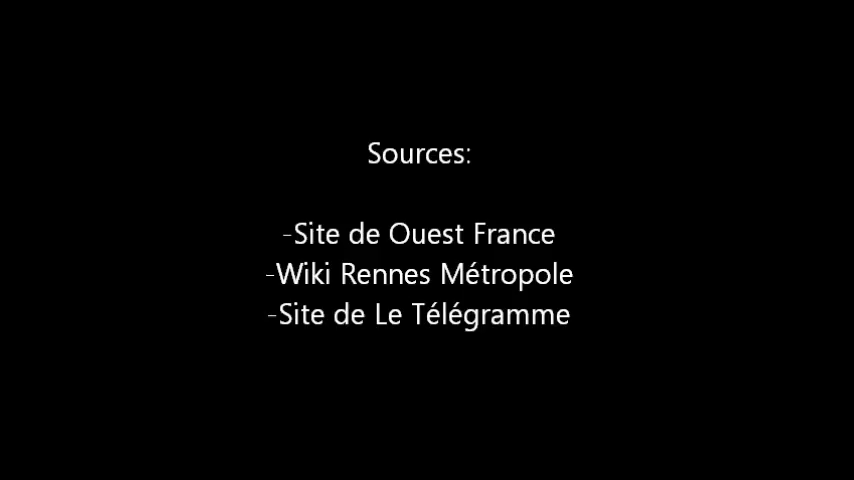 Sources:
-Site de Ouest France
-Wiki Rennes Métropole
-Site de Le Télégramme